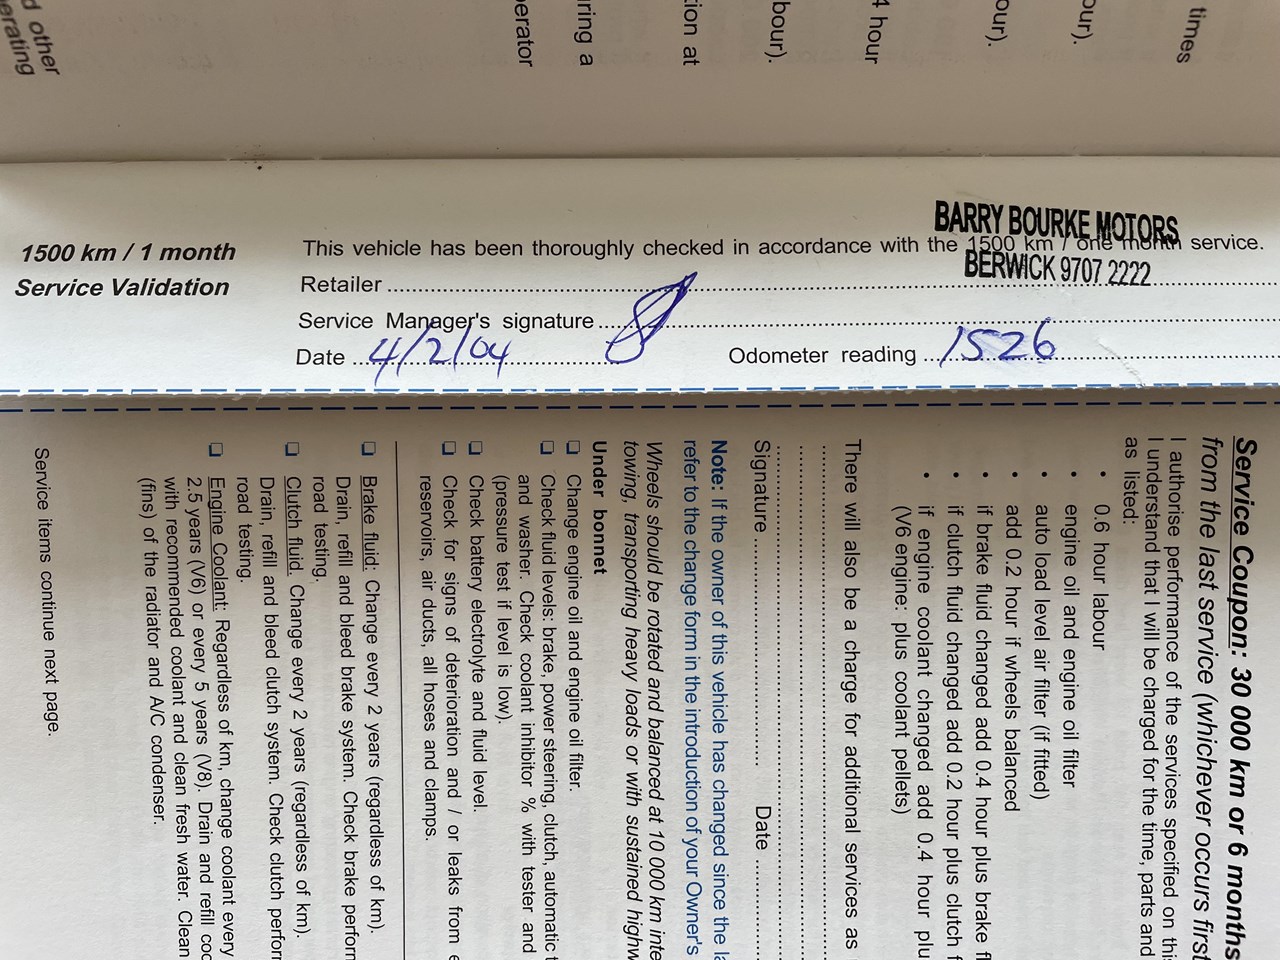 d other
erating
erator
ring a
tion at
bour).
4 hour
our).
our).
times
BARRY BOURKE MOTORS
BERWICK 9707 2222
1500 km / 1 month
Service Validation
This vehicle has been thoroughly checked in accordance with the 1500 km / one month service.
Retailer
Service Manager's signature
Date 4/2/04
Odometer reading 1526
Service Coupon: 30 000 km or 6 months
from the last service (whichever occurs first
I authorise performance of the services specified on this
I understand that I will be charged for the time, parts and
as listed:
• 0.6 hour labour
• engine oil and engine oil filter
• auto load level air filter (if fitted)
• add 0.2 hour if wheels balanced
• if brake fluid changed add 0.4 hour plus brake fl
• if clutch fluid changed add 0.2 hour plus clutch f
• if engine coolant changed add 0.4 hour plu
(V6 engine: plus coolant pellets)
There will also be a charge for additional services as
Signature Date
Note: If the owner of this vehicle has changed since the la
refer to the change form in the introduction of your Owner's
Wheels should be rotated and balanced at 10 000 km inte
towing, transporting heavy loads or with sustained highw
Under bonnet
❏ Change engine oil and engine oil filter.
❏ Check fluid levels: brake, power steering, clutch, automatic t
and washer. Check coolant inhibitor % with tester and
(pressure test if level is low).
❏ Check battery electrolyte and fluid level.
❏ Check for signs of deterioration and / or leaks from e
reservoirs, air ducts, all hoses and clamps.
❏ Brake fluid: Change every 2 years (regardless of km).
Drain, refill and bleed brake system. Check brake perform
road testing.
❏ Clutch fluid. Change every 2 years (regardless of km).
Drain, refill and bleed clutch system. Check clutch perform
road testing.
❏ Engine Coolant: Regardless of km, change coolant every
2.5 years (V6) or every 5 years (V8). Drain and refill coo
with recommended coolant and clean fresh water. Clean
(fins) of the radiator and A/C condenser.
Service items continue next page.